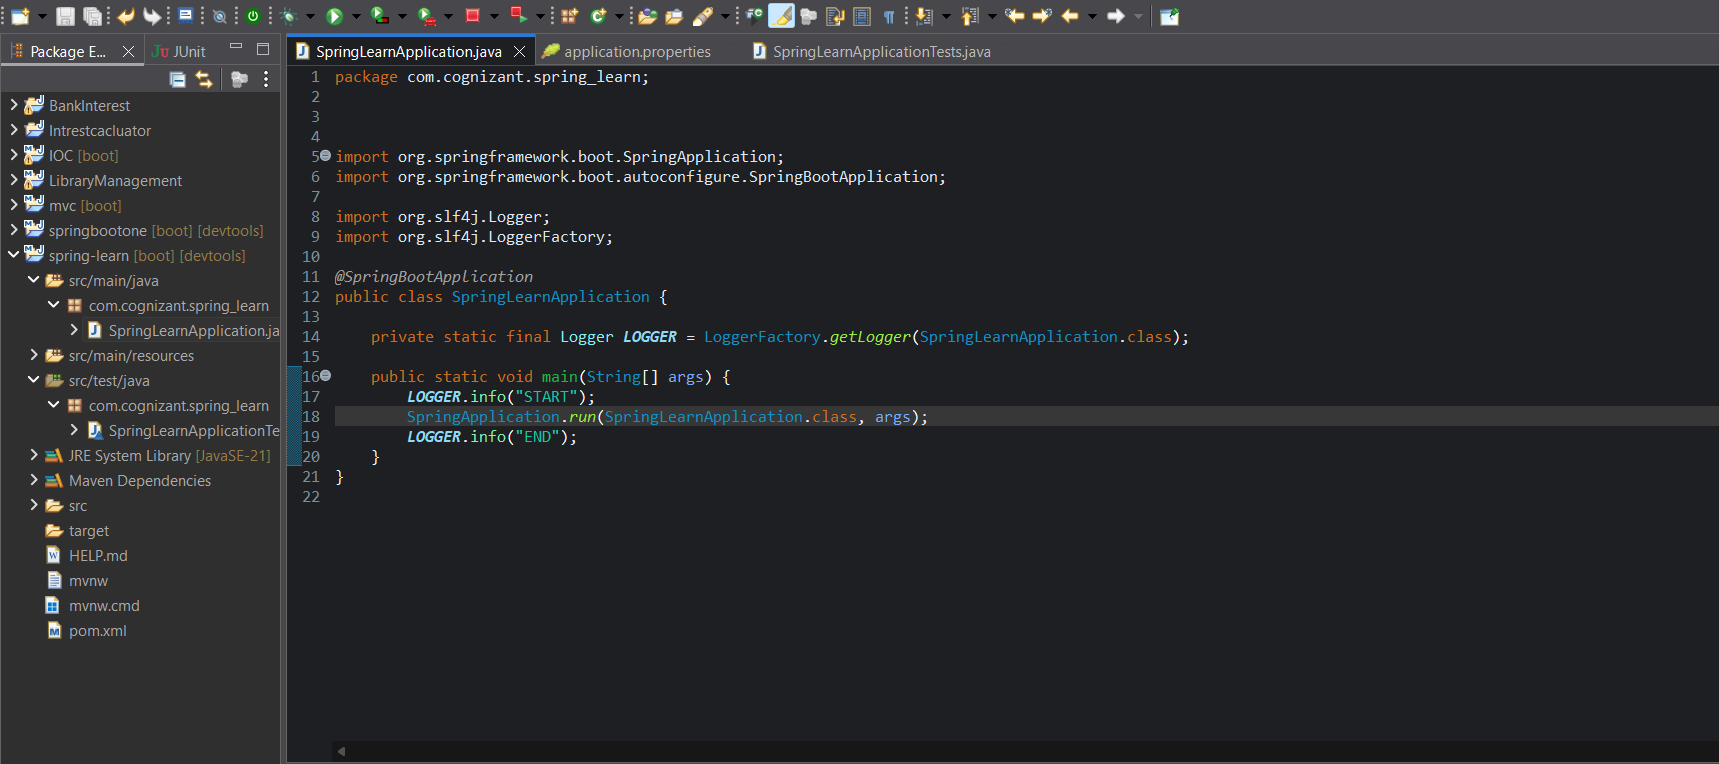 Package E...
JUnit
SpringLearnApplication.java
application.properties
SpringLearnApplicationTests.java
BankInterest
Intrestcacluator
IOC [boot]
LibraryManagement
mvc [boot]
springbootone [boot] [devtools]
spring-learn [boot] [devtools]
src/main/java
com.cognizant.spring_learn
SpringLearnApplication.ja
src/main/resources
src/test/java
com.cognizant.spring_learn
SpringLearnApplicationTe
JRE System Library [JavaSE-21]
Maven Dependencies
src
target
HELP.md
mvnw
mvnw.cmd
pom.xml
1 package com.cognizant.spring_learn;
2
3
4
5 import org.springframework.boot.SpringApplication;
6 import org.springframework.boot.autoconfigure.SpringBootApplication;
7
8 import org.slf4j.Logger;
9 import org.slf4j.LoggerFactory;
10
11 @SpringBootApplication
12 public class SpringLearnApplication {
13
14 private static final Logger LOGGER = LoggerFactory.getLogger(SpringLearnApplication.class);
15
16 public static void main(String[] args) {
17 LOGGER.info("START");
18 SpringApplication.run(SpringLearnApplication.class, args);
19 LOGGER.info("END");
20 }
21 }
22